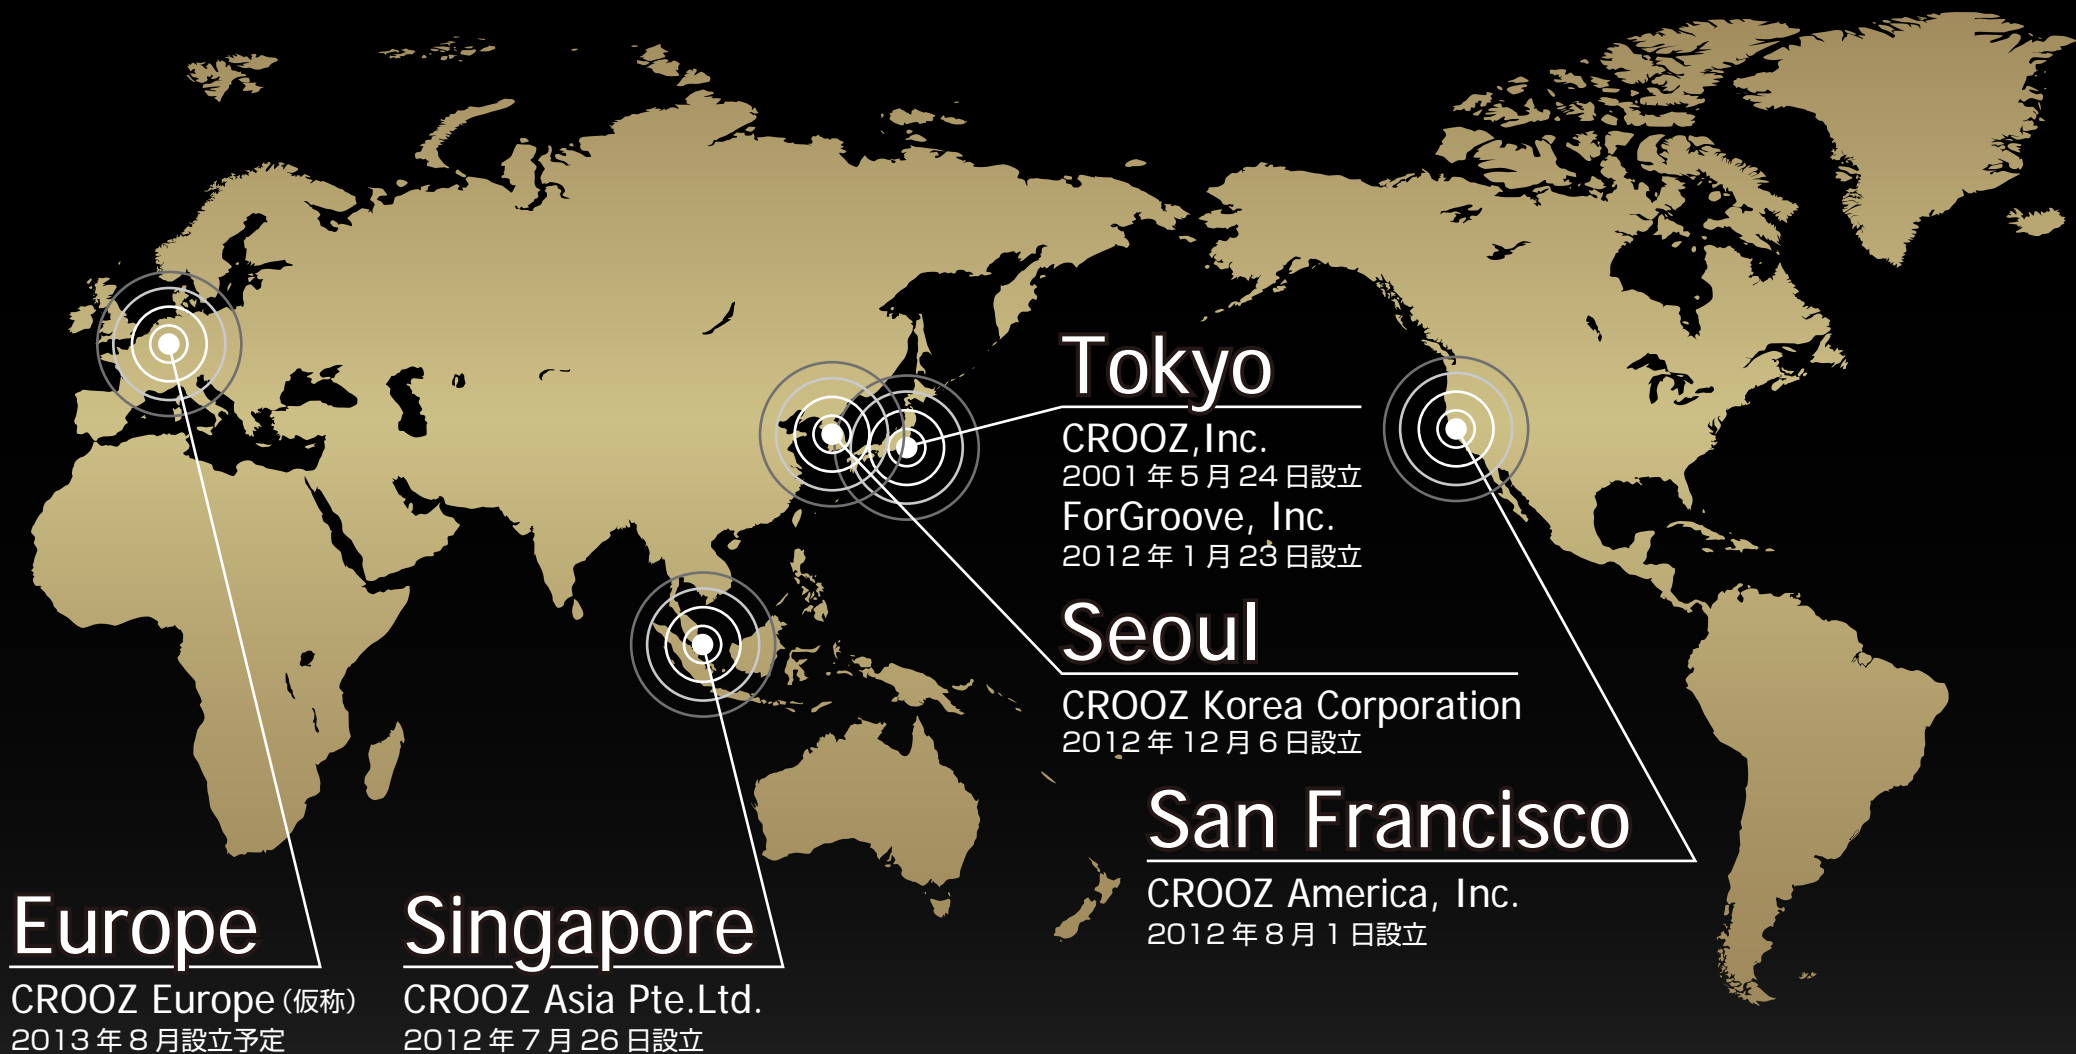 Tokyo
CROOZ,Inc.
2001年5月24日設立
ForGroove, Inc.
2012年1月23日設立
Seoul
CROOZ Korea Corporation
2012年12月6日設立
San Francisco
CROOZ America, Inc.
2012年8月1日設立
Europe
CROOZ Europe(仮称)
2013年8月設立予定
Singapore
CROOZ Asia Pte.Ltd.
2012年7月26日設立